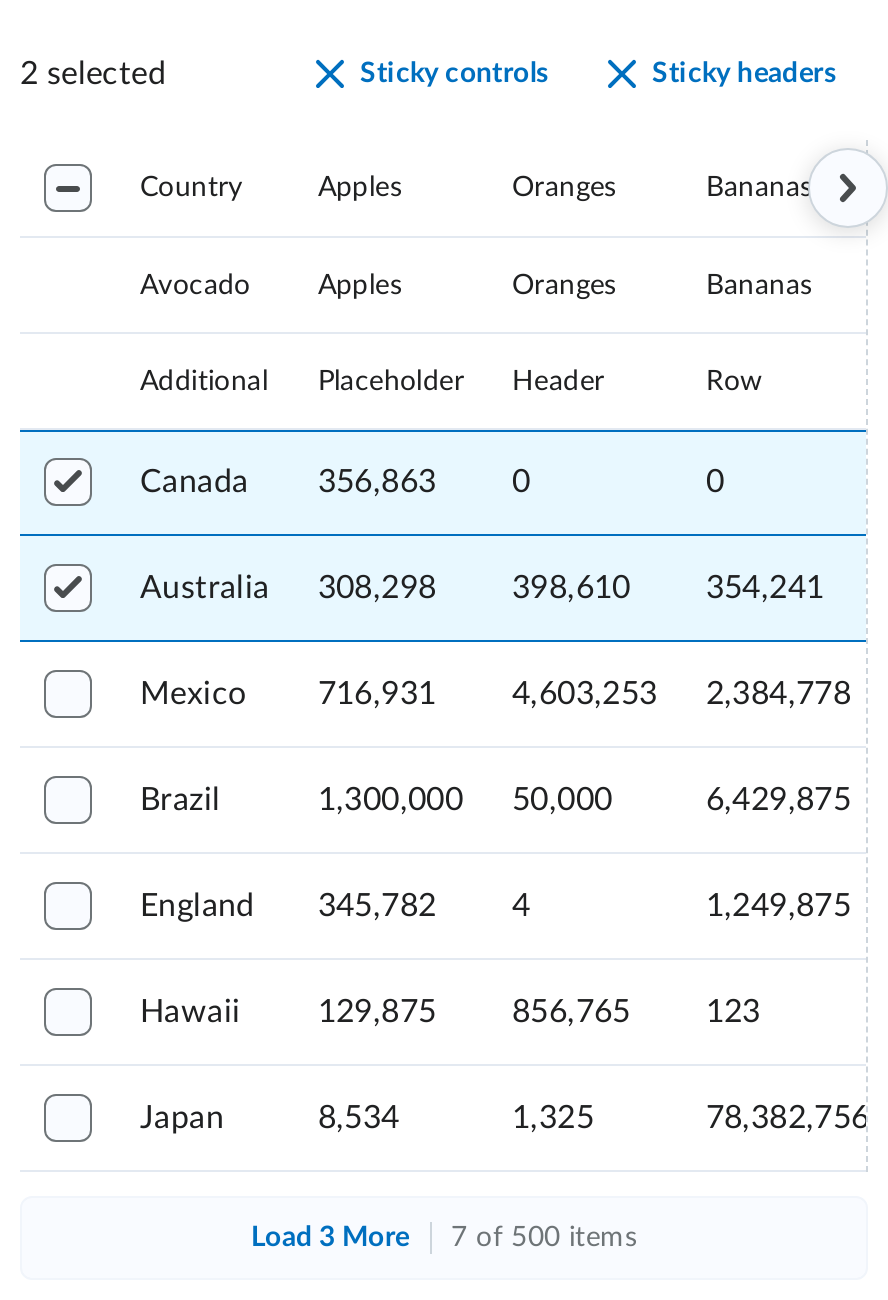 2 selected Sticky controls Sticky headers
Country Apples Oranges Bananas
Avocado Apples Oranges Bananas
Additional Placeholder Header Row
Canada 356,863 0 0
Australia 308,298 398,610 354,241
Mexico 716,931 4,603,253 2,384,778
Brazil 1,300,000 50,000 6,429,875
England 345,782 4 1,249,875
Hawaii 129,875 856,765 123
Japan 8,534 1,325 78,382,756
Load 3 More 7 of 500 items